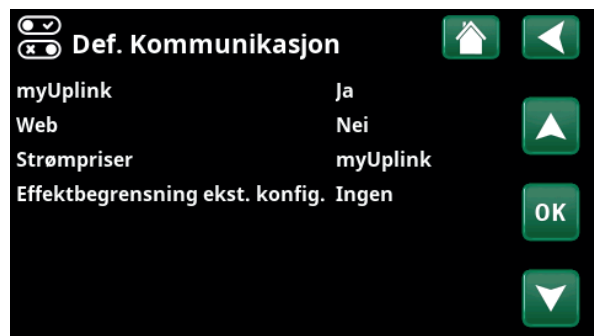 Def. Kommunikasjon
myUplink Ja
Web Nei
Strømpriser myUplink
Effektbegrensning ekst. konfig. Ingen
OK